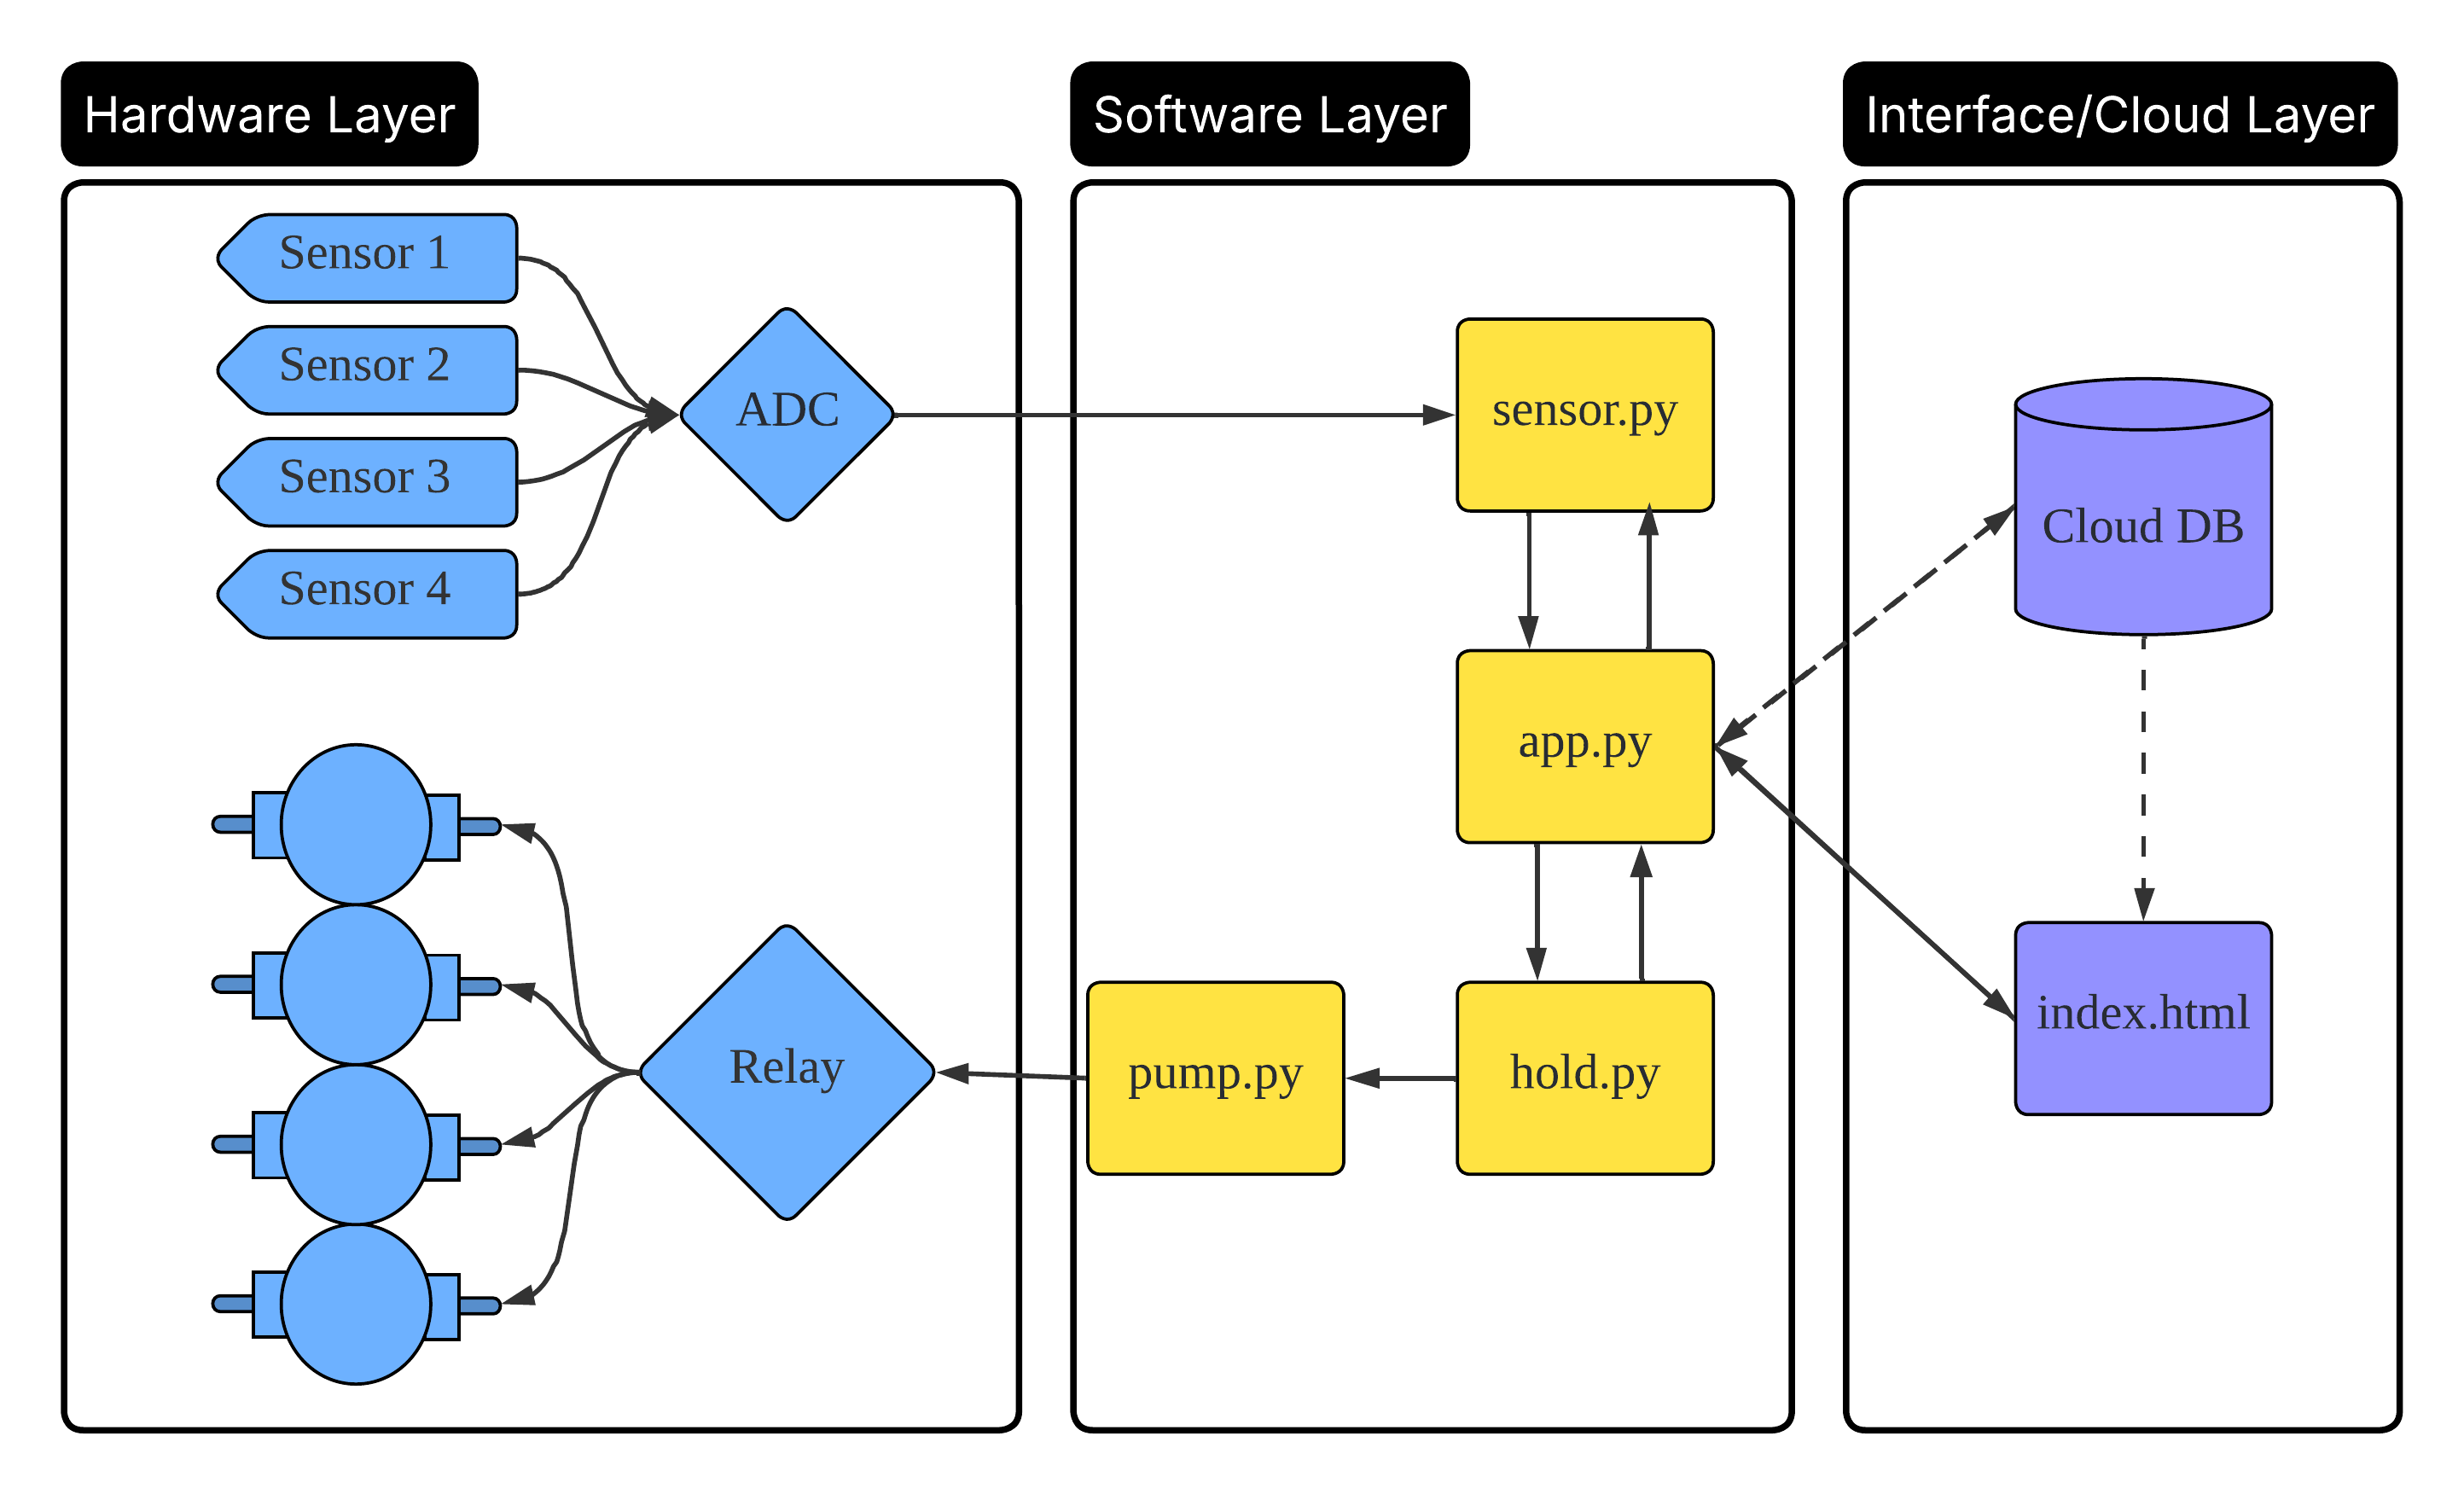 Hardware Layer
Software Layer
Interface/Cloud Layer
Sensor 1
Sensor 2
Sensor 3
Sensor 4
ADC
Relay
sensor.py
app.py
pump.py
hold.py
Cloud DB
index.html